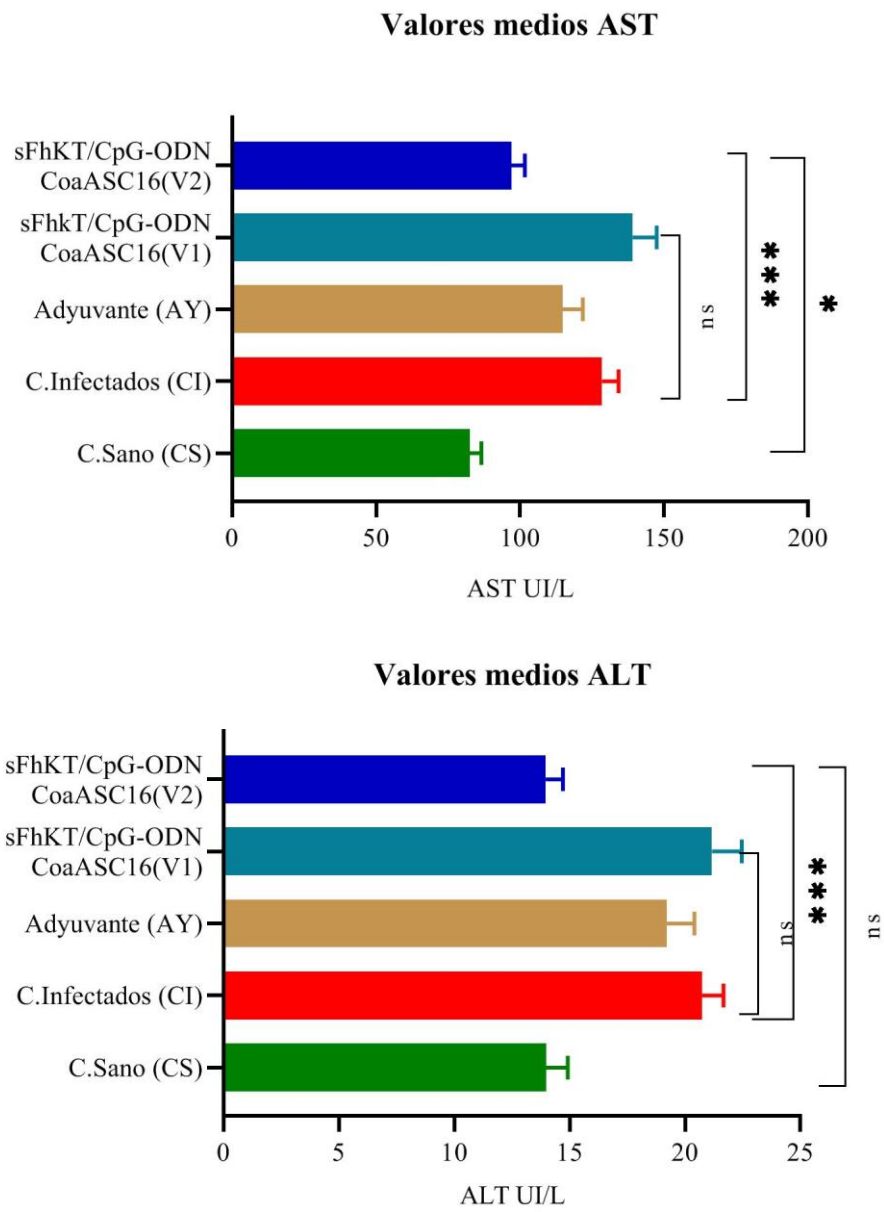 Valores medios AST
sFhKT/CpG-ODN
CoaASC16(V2)
sFhkT/CpG-ODN
CoaASC16(V1)
Adyuvante (AY)
C.Infectados (CI)
C.Sano (CS)
ns
***
*
0 50 100 150 200
AST UI/L
Valores medios ALT
sFhKT/CpG-ODN
CoaASC16(V2)
sFhKT/CpG-ODN
CoaASC16(V1)
Adyuvante (AY)
C.Infectados (CI)
C.Sano (CS)
ns
***
ns
0 5 10 15 20 25
ALT UI/L